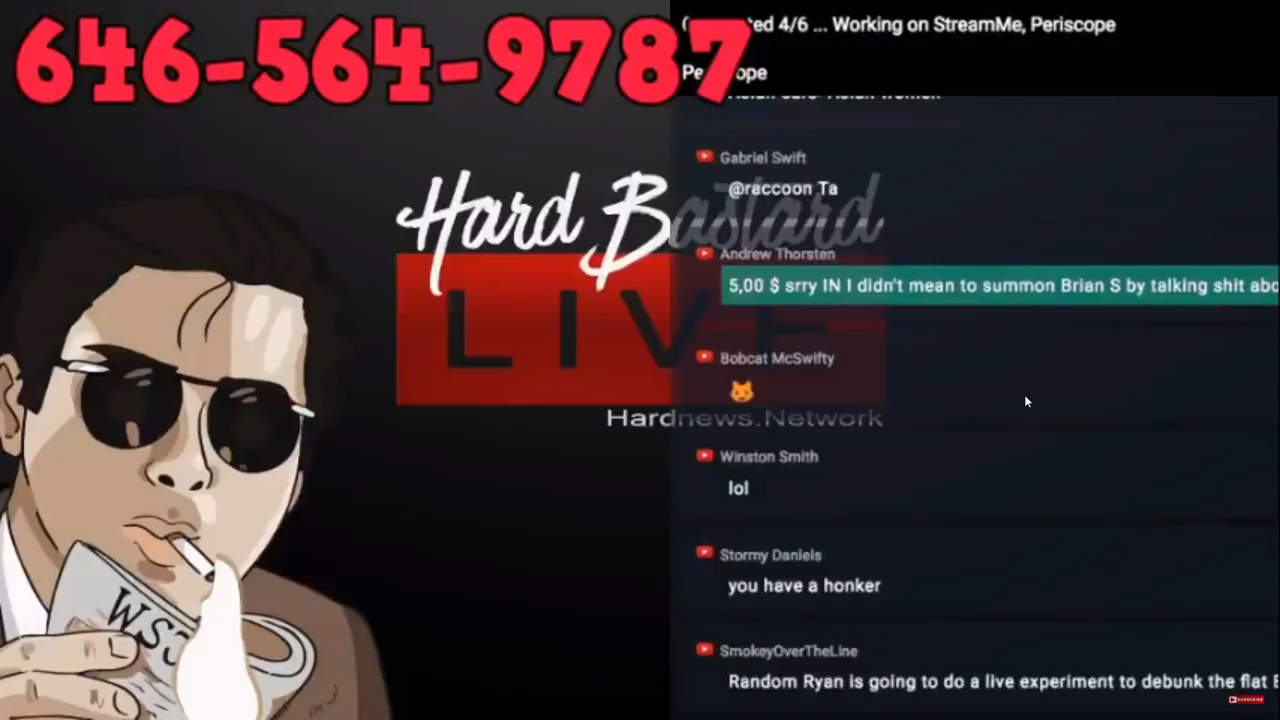 646-564-9787
ted 4/6 ... Working on StreamMe, Periscope
Gabriel Swift
@raccoon Ta
Hard Bastard
Andrew Thorsten
5,00 $ srry IN I didn't mean to summon Brian S by talking shit abo
LIVE
Bobcat McSwifty
Hardnews.Network
Winston Smith
lol
Stormy Daniels
you have a honker
SmokeyOverTheLine
Random Ryan is going to do a live experiment to debunk the flat E
WSJ
SUBSCRIBE